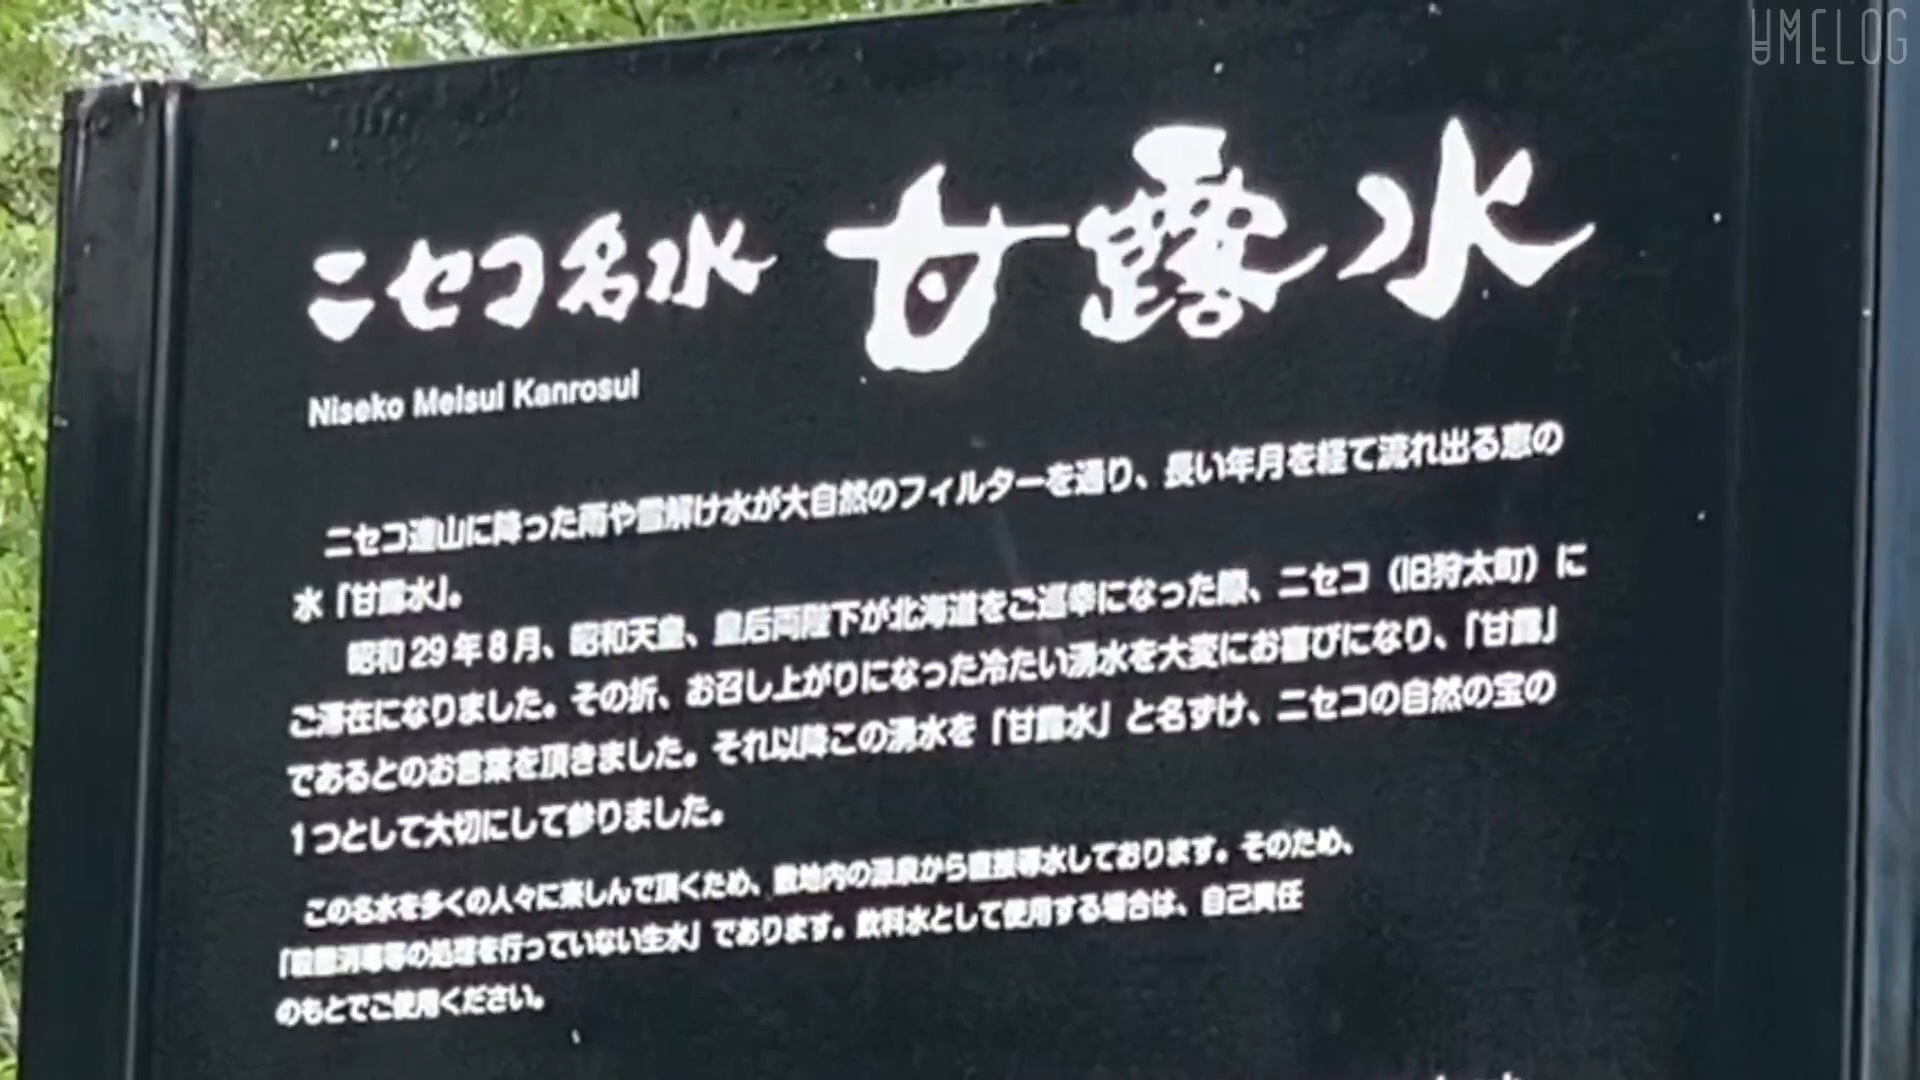 UMELOG
ニセコ名水 甘露水
Niseko Meisui Kanrosui
ニセコ連山に降った雨や雪解け水が大自然のフィルターを通り、長い年月を経て流れ出る恵の
水「甘露水」。
昭和29年8月、昭和天皇、皇后両陛下が北海道をご巡幸になった際、ニセコ（旧狩太町）に
ご滞在になりました。その折、お召し上がりになった冷たい湧水を大変にお喜びになり、「甘露」
であるとのお言葉を頂きました。それ以降この湧水を「甘露水」と名ずけ、ニセコの自然の宝の
1つとして大切にして参りました。
この名水を多くの人々に楽しんで頂くため、敷地内の源泉から直接導水しております。そのため、
「殺菌消毒等の処理を行っていない生水」であります。飲料水として使用する場合は、自己責任
のもとでご使用ください。